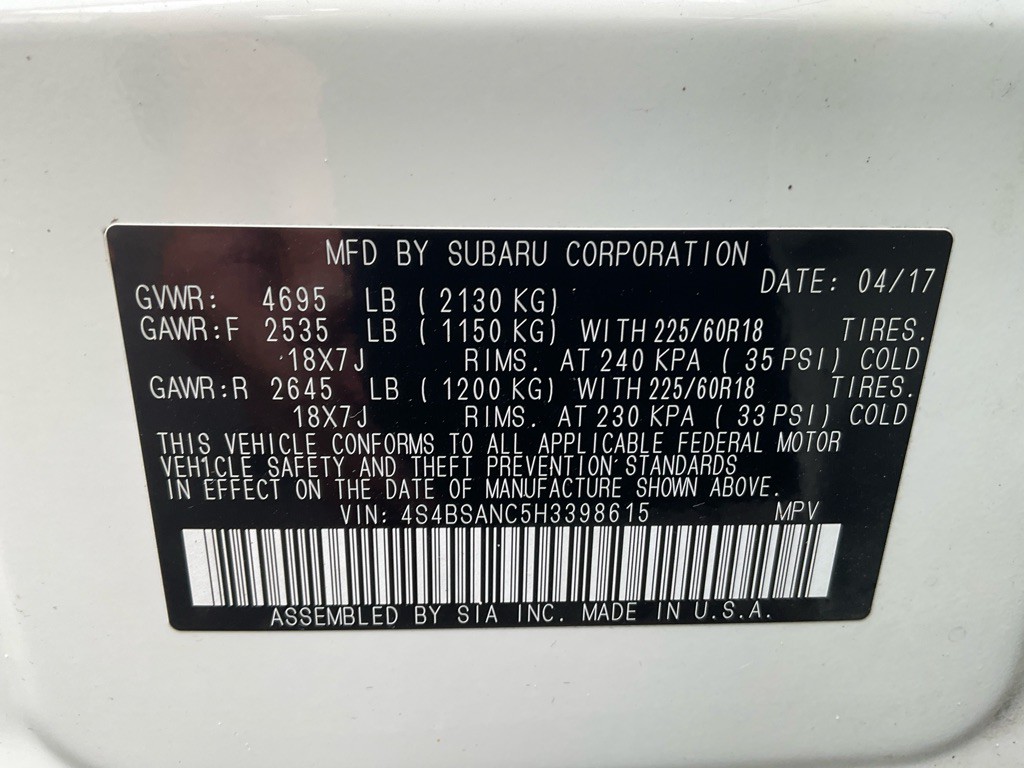 MFD BY SUBARU CORPORATION
DATE: 04/17
GVWR: 4695 LB ( 2130 KG)
GAWR:F 2535 LB ( 1150 KG) WITH 225/60R18 TIRES.
18X7J RIMS. AT 240 KPA ( 35 PSI) COLD
GAWR:R 2645 LB ( 1200 KG) WITH 225/60R18 TIRES.
18X7J RIMS. AT 230 KPA ( 33 PSI) COLD
THIS VEHICLE CONFORMS TO ALL APPLICABLE FEDERAL MOTOR
VEHICLE SAFETY AND THEFT PREVENTION STANDARDS
IN EFFECT ON THE DATE OF MANUFACTURE SHOWN ABOVE.
VIN: 4S4BSANC5H3398615 MPV
ASSEMBLED BY SIA INC. MADE IN U.S.A.